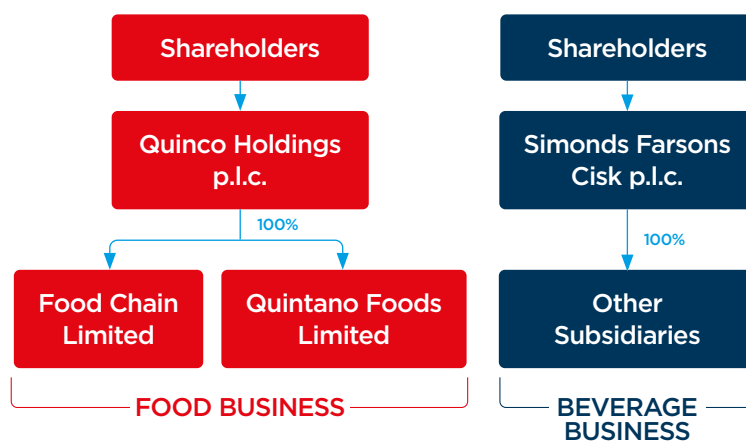 Shareholders
Quinco Holdings
p.l.c.
100%
Food Chain
Limited
Quintano Foods
Limited
FOOD BUSINESS
Shareholders
Simonds Farsons
Cisk p.l.c.
100%
Other
Subsidiaries
BEVERAGE
BUSINESS